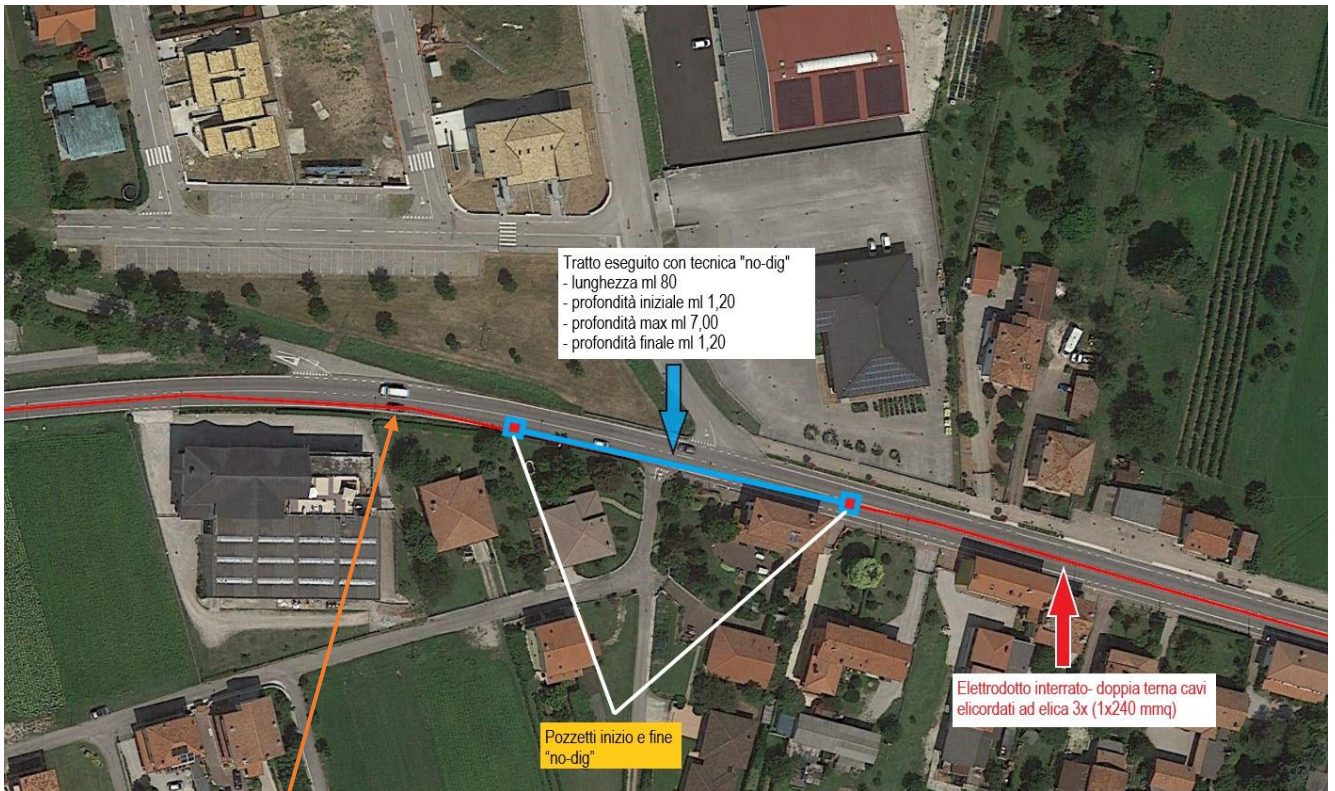 Tratto eseguito con tecnica "no-dig"
- lunghezza ml 80
- profondità iniziale ml 1,20
- profondità max ml 7,00
- profondità finale ml 1,20
Elettrodotto interrato- doppia terna cavi
elicordati ad elica 3x (1x240 mmq)
Pozzetti inizio e fine
“no-dig”